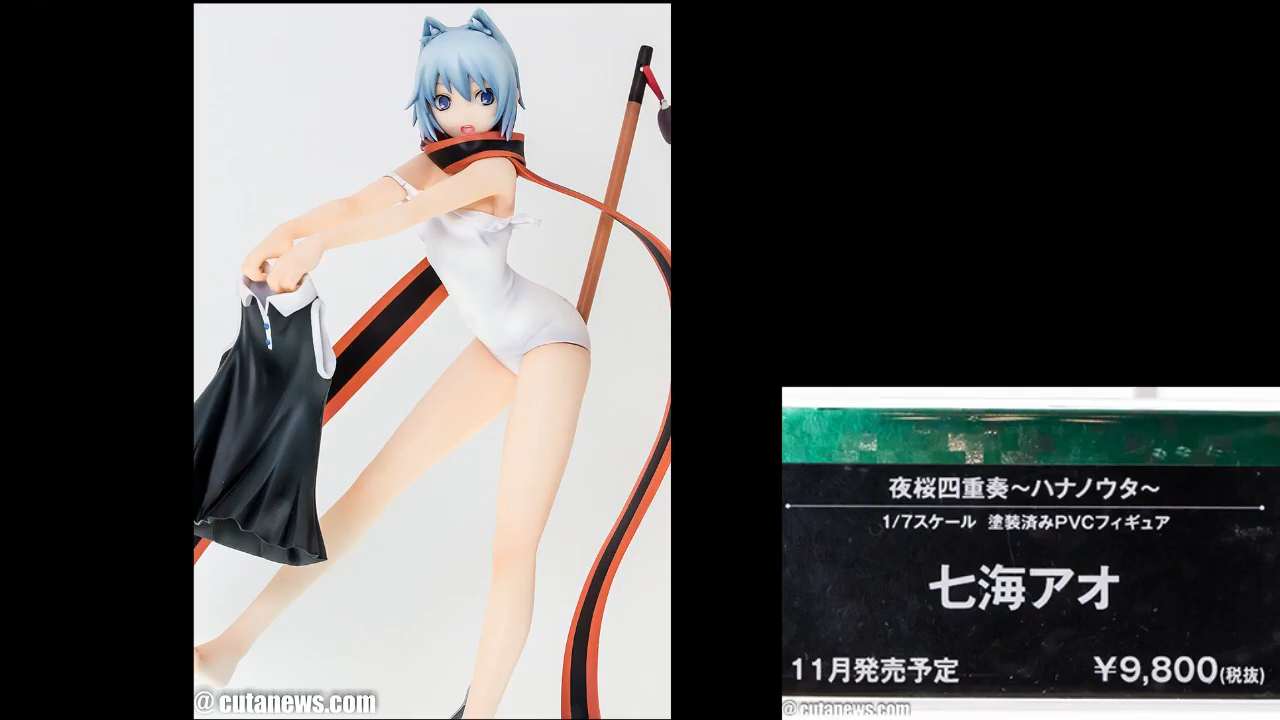 @ cutanews.com
夜桜四重奏～ハナノウタ～
1/7スケール 塗装済みPVCフィギュア
七海アオ
11月発売予定 ¥9,800(税抜)
@ cutanews.com